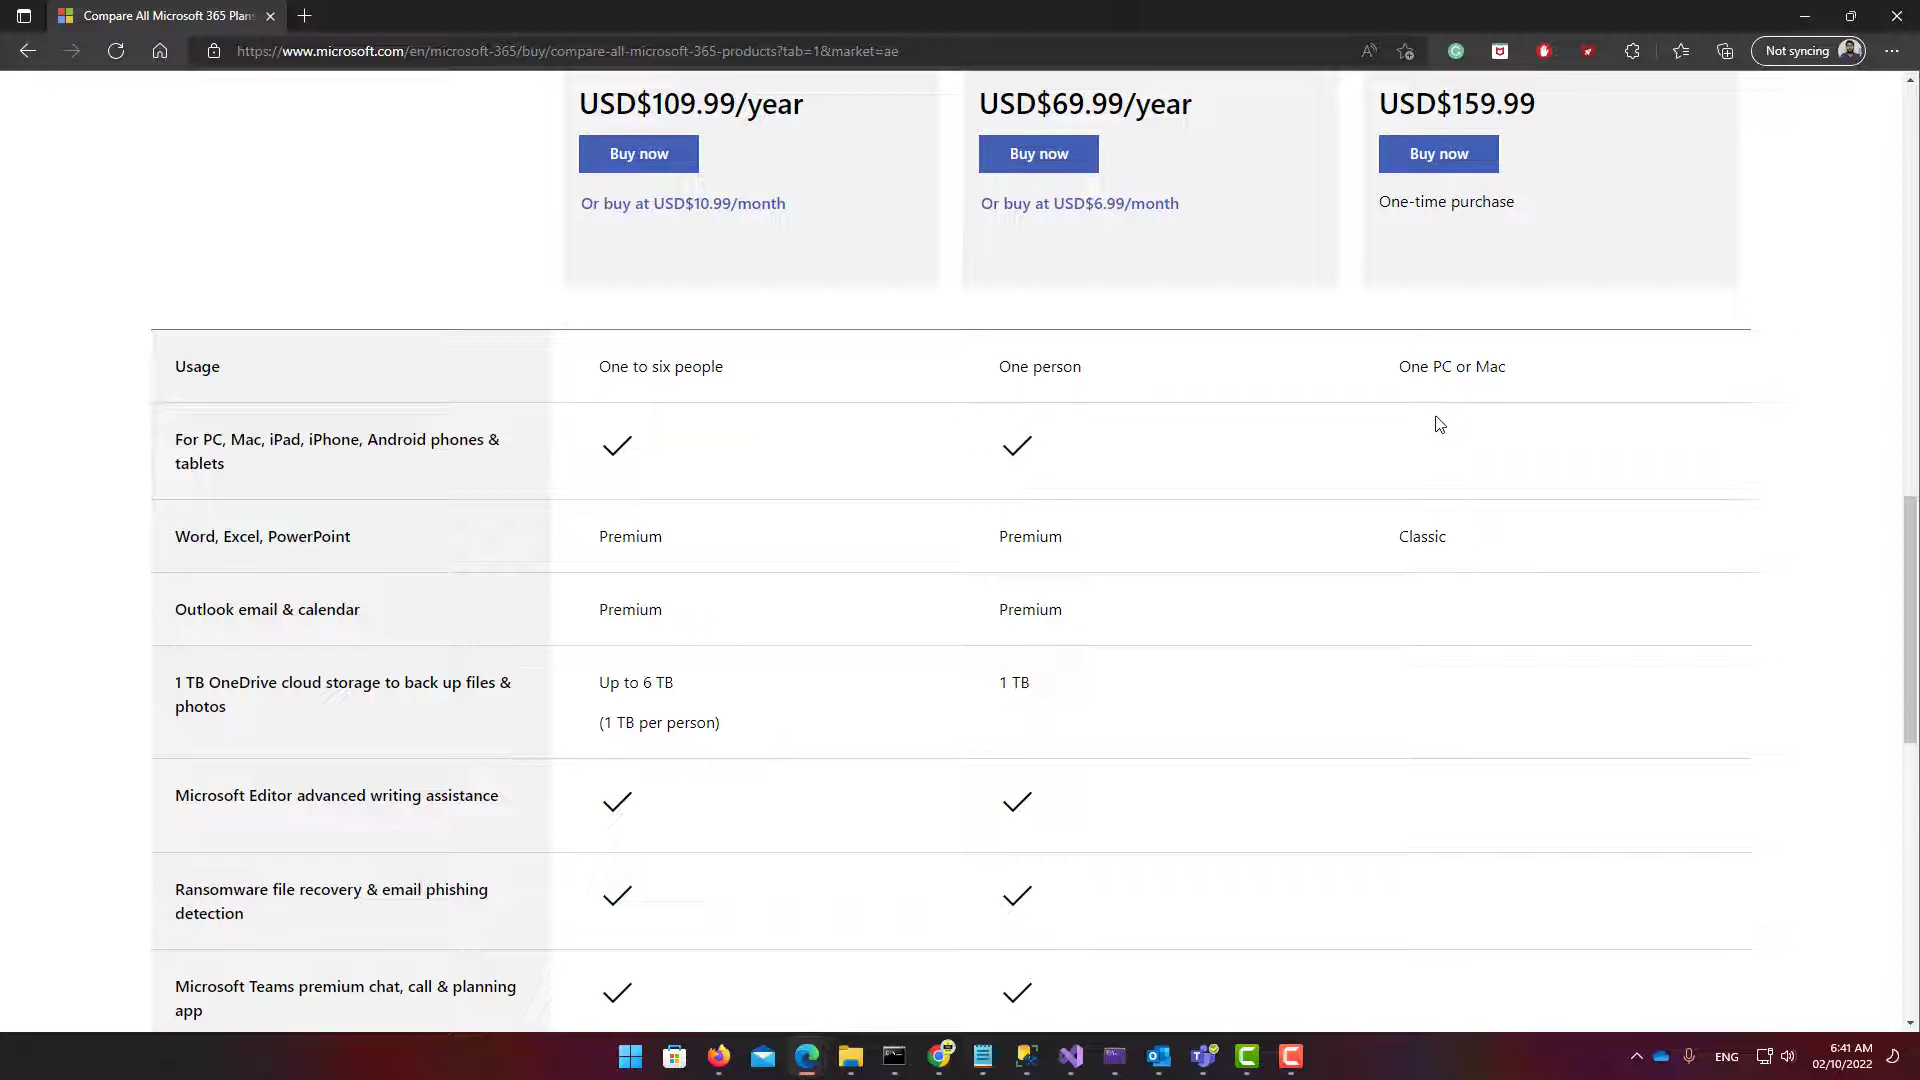 Compare All Microsoft 365 Plans
https://www.microsoft.com/en/microsoft-365/buy/compare-all-microsoft-365-products?tab=1&market=ae
Not syncing
USD$109.99/year
USD$69.99/year
USD$159.99
Buy now
Buy now
Buy now
Or buy at USD$10.99/month
Or buy at USD$6.99/month
One-time purchase
Usage
One to six people
One person
One PC or Mac
For PC, Mac, iPad, iPhone, Android phones &
tablets
Word, Excel, PowerPoint
Premium
Premium
Classic
Outlook email & calendar
Premium
Premium
1 TB OneDrive cloud storage to back up files &
photos
Up to 6 TB
(1 TB per person)
1 TB
Microsoft Editor advanced writing assistance
Ransomware file recovery & email phishing
detection
Microsoft Teams premium chat, call & planning
app
ENG
6:41 AM
02/10/2022